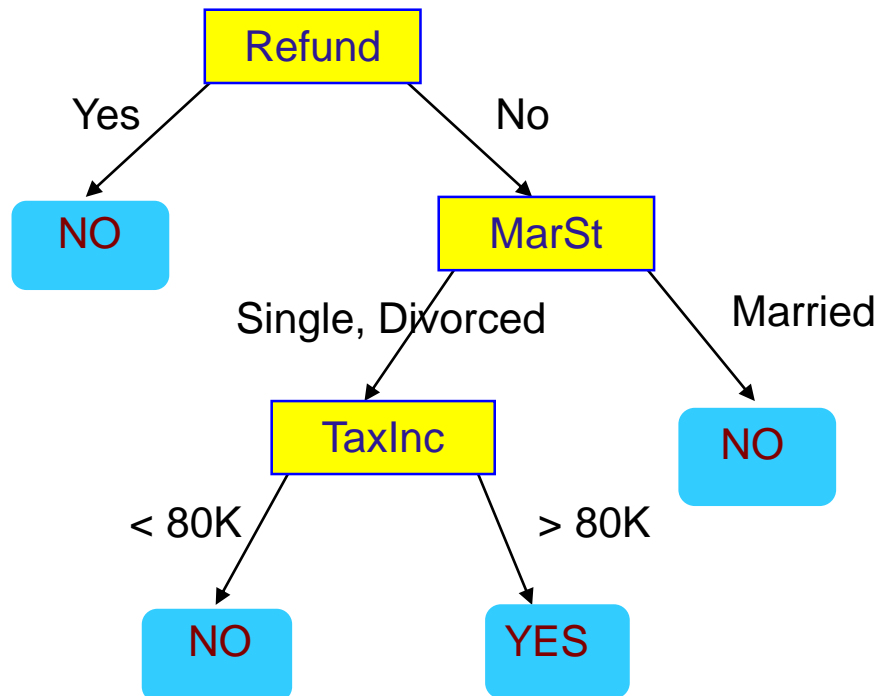 Refund
Yes
No
NO
MarSt
Single, Divorced
Married
TaxInc
NO
< 80K
> 80K
NO
YES